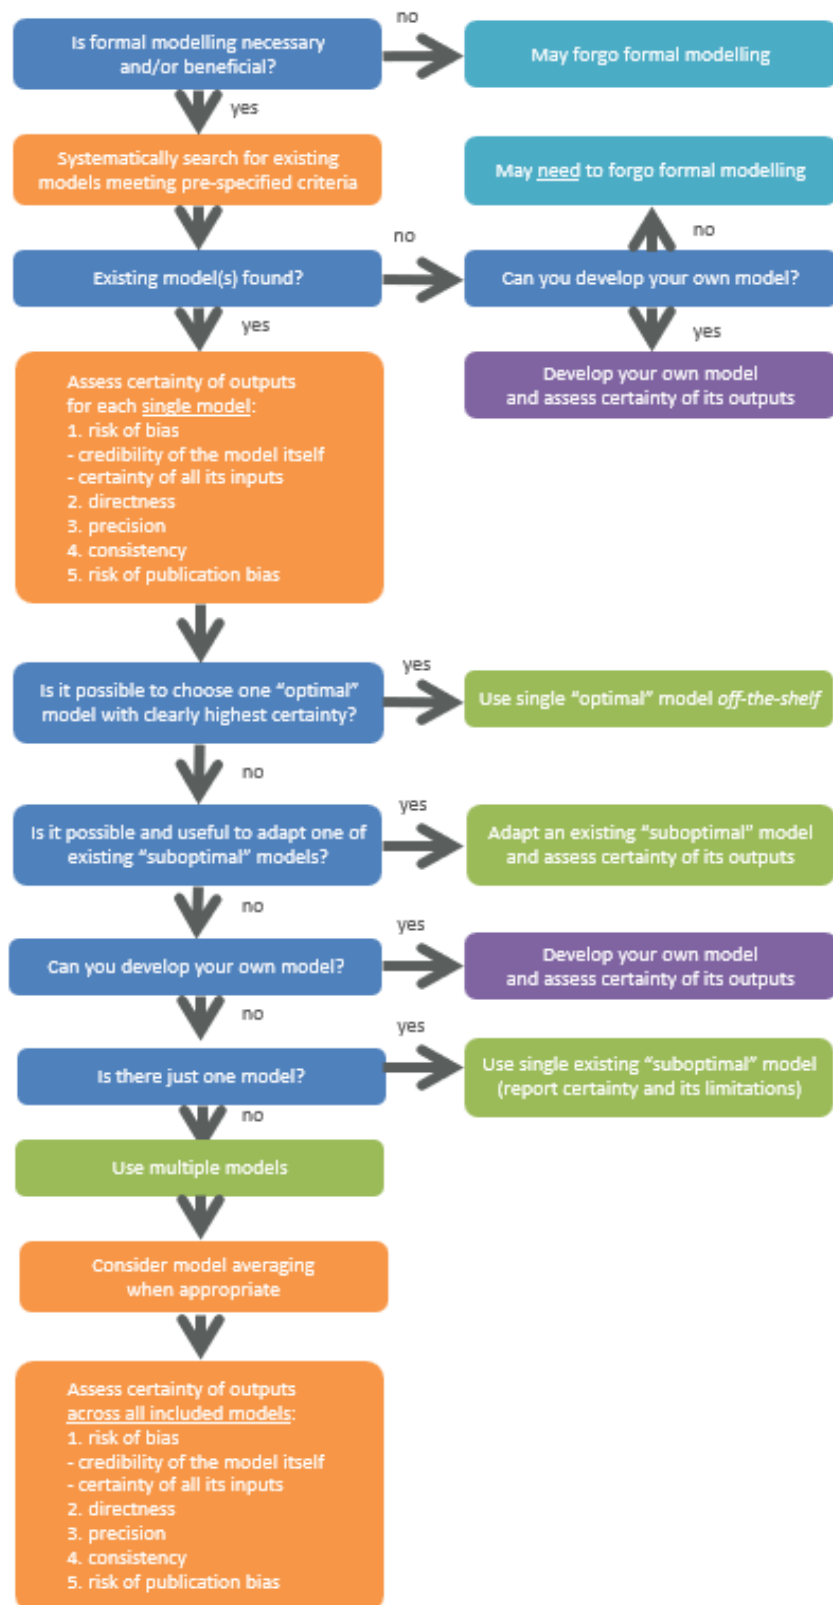 no
Is formal modelling necessary
and/or beneficial?
May forgo formal modelling
yes
Systematically search for existing
models meeting pre-specified criteria
May need to forgo formal modelling
no
no
Existing model(s) found?
Can you develop your own model?
yes
yes
Develop your own model
and assess certainty of its outputs
Assess certainty of outputs
for each single model:
1. risk of bias
- credibility of the model itself
- certainty of all its inputs
2. directness
3. precision
4. consistency
5. risk of publication bias
yes
Is it possible to choose one “optimal”
model with clearly highest certainty?
Use single “optimal” model off-the-shelf
no
yes
Is it possible and useful to adapt one of
existing “suboptimal” models?
Adapt an existing “suboptimal” model
and assess certainty of its outputs
no
yes
Can you develop your own model?
Develop your own model
and assess certainty of its outputs
no
yes
Is there just one model?
Use single existing “suboptimal” model
(report certainty and its limitations)
no
Use multiple models
Consider model averaging
when appropriate
Assess certainty of outputs
across all included models:
1. risk of bias
- credibility of the model itself
- certainty of all its inputs
2. directness
3. precision
4. consistency
5. risk of publication bias